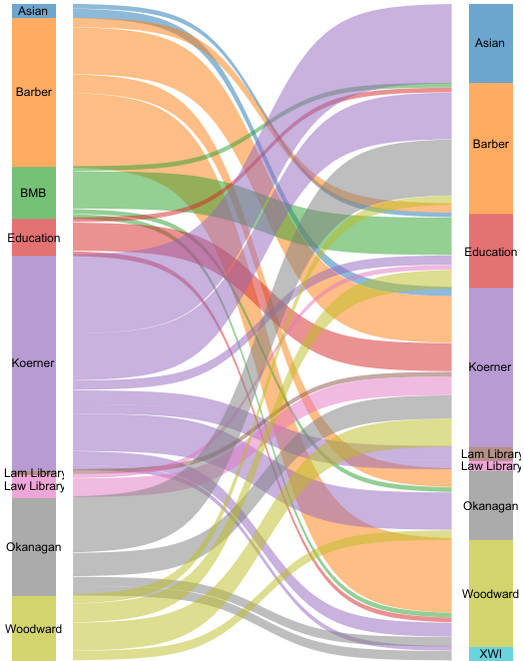 Asian
Barber
BMB
Education
Koerner
Lam Library
Law Library
Okanagan
Woodward
Asian
Barber
Education
Koerner
Lam Library
Law Library
Okanagan
Woodward
XWI